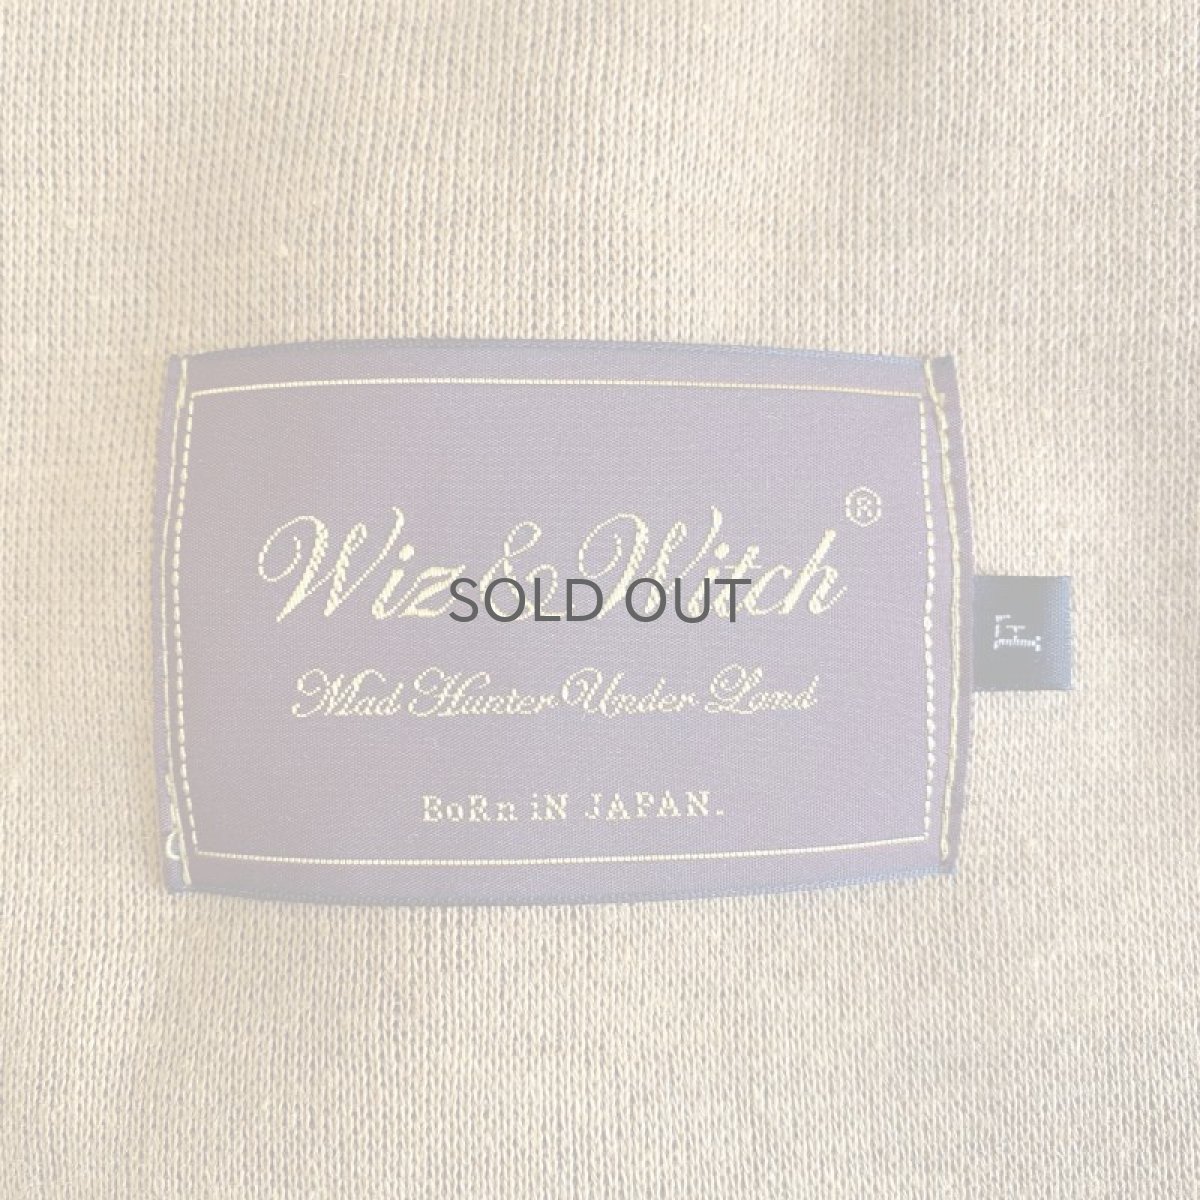 Wiz&Witch®
SOLD OUT
Mad Hunter Under Land
BoRn iN JAPAN.
F